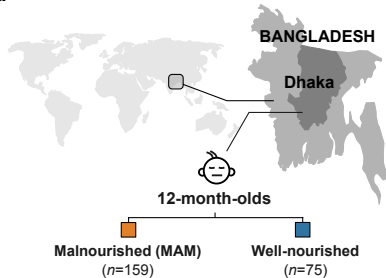 BANGLADESH
Dhaka
12-month-olds
Malnourished (MAM)
(n=159)
Well-nourished
(n=75)